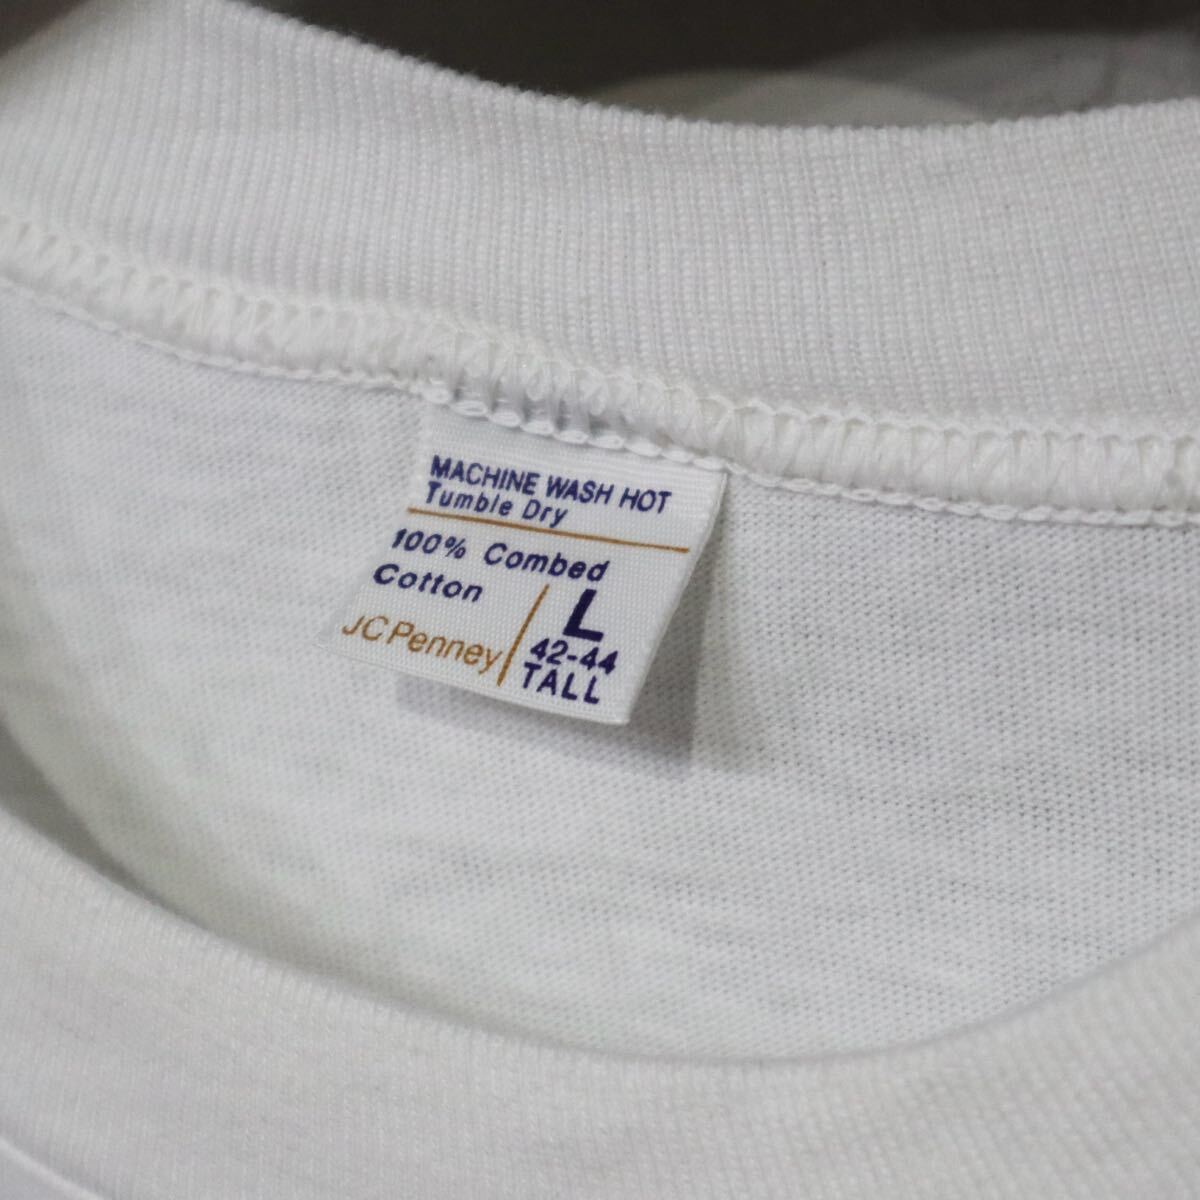 MACHINE WASH HOT
Tumble Dry
100% Combed
Cotton
JCPenney
L
42-44
TALL